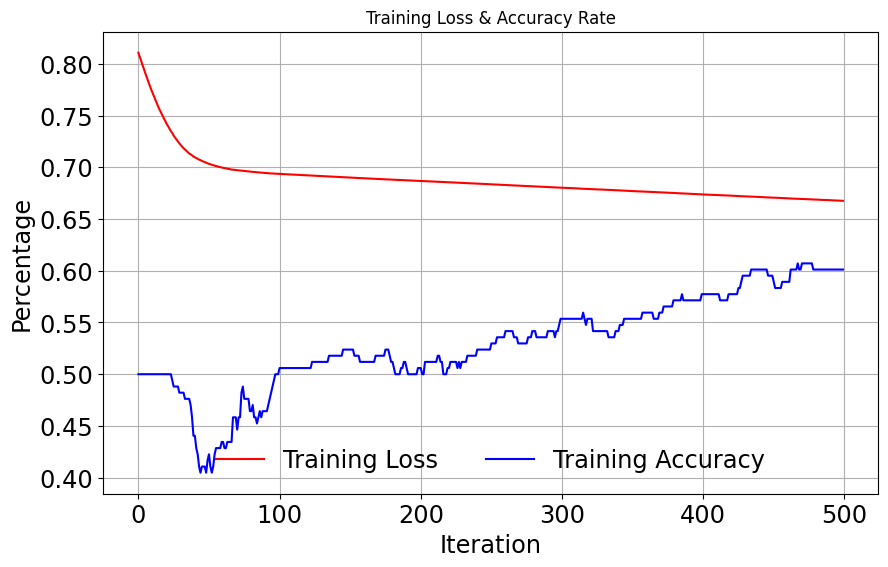 Training Loss & Accuracy Rate
0.80
0.75
0.70
0.65
0.60
0.55
0.50
0.45
0.40
Percentage
Training Loss Training Accuracy
0 100 200 300 400 500
Iteration